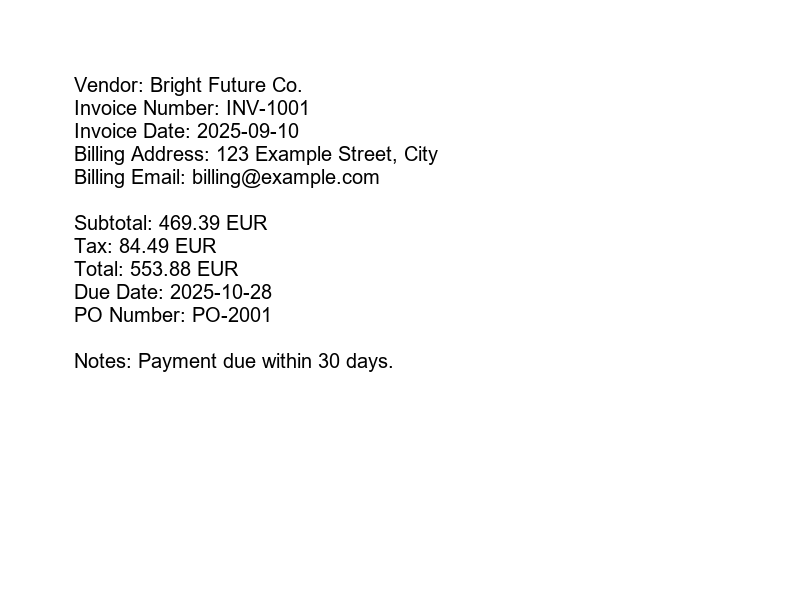 Vendor: Bright Future Co.
Invoice Number: INV-1001
Invoice Date: 2025-09-10
Billing Address: 123 Example Street, City
Billing Email: billing@example.com
Subtotal: 469.39 EUR
Tax: 84.49 EUR
Total: 553.88 EUR
Due Date: 2025-10-28
PO Number: PO-2001
Notes: Payment due within 30 days.